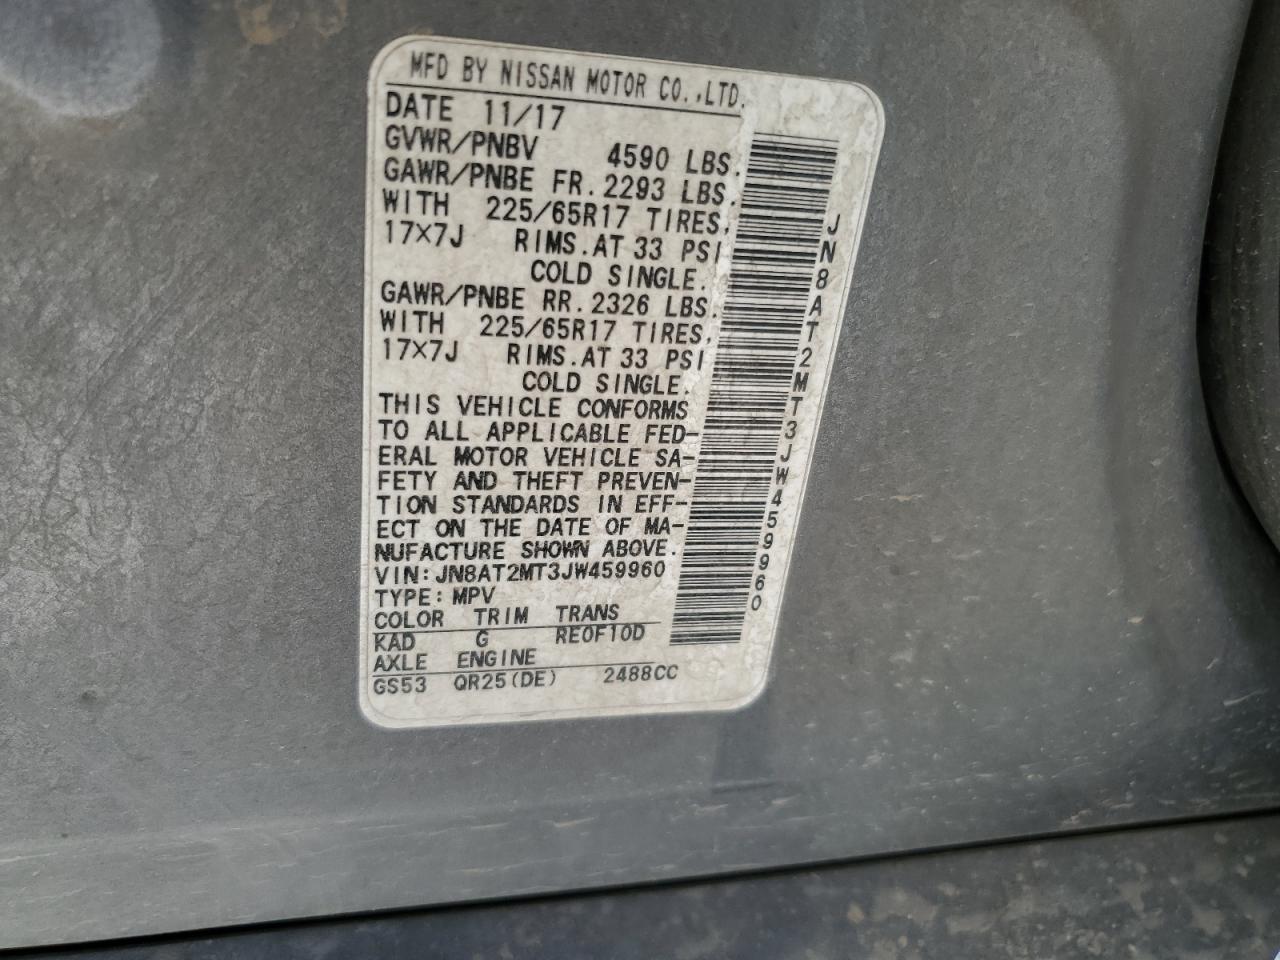 MFD BY NISSAN MOTOR CO.,LTD.
DATE 11/17
GVWR/PNBV 4590 LBS.
GAWR/PNBE FR. 2293 LBS.
WITH 225/65R17 TIRES,
17×7J RIMS.AT 33 PSI
COLD SINGLE.
GAWR/PNBE RR. 2326 LBS.
WITH 225/65R17 TIRES,
17×7J RIMS.AT 33 PSI
COLD SINGLE.
THIS VEHICLE CONFORMS
TO ALL APPLICABLE FED-
ERAL MOTOR VEHICLE SA-
FETY AND THEFT PREVEN-
TION STANDARDS IN EFF-
ECT ON THE DATE OF MA-
NUFACTURE SHOWN ABOVE.
VIN: JN8AT2MT3JW459960
TYPE: MPV
COLOR TRIM TRANS
KAD G RE0F10D
AXLE ENGINE
GS53 QR25(DE) 2488CC
JN8AT2MT3JW459960